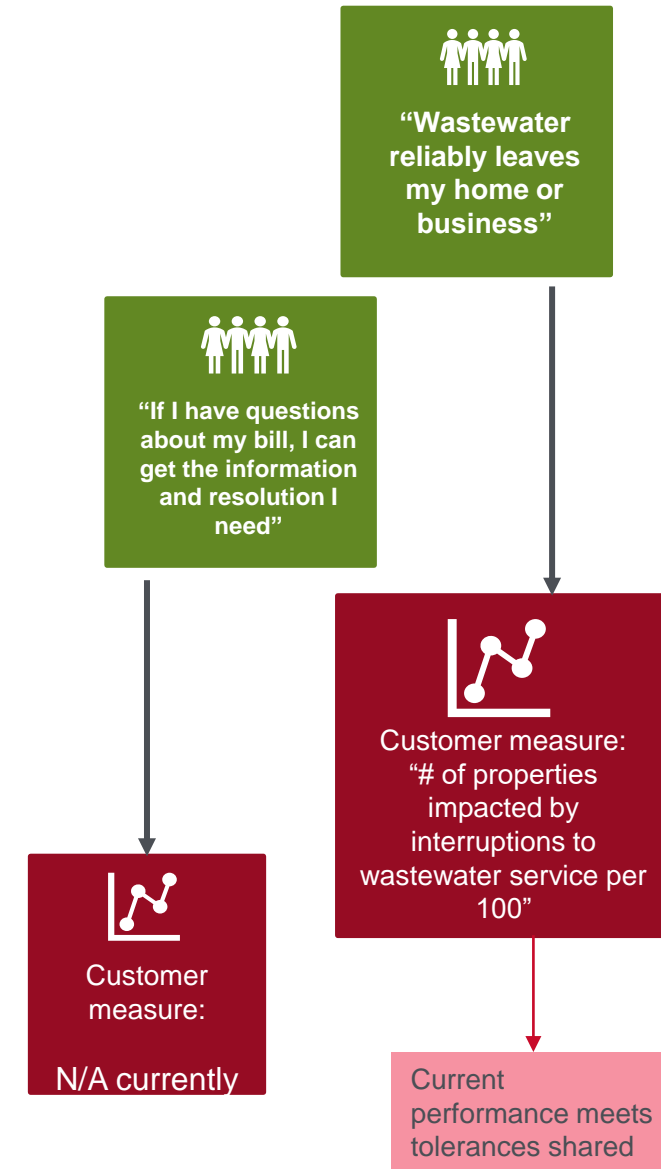 “Wastewater
reliably leaves
my home or
business”
“If I have questions
about my bill, I can
get the information
and resolution I
need”
Customer measure:
“# of properties
impacted by
interruptions to
wastewater service per
100”
Customer
measure:
N/A currently
Current
performance meets
tolerances shared